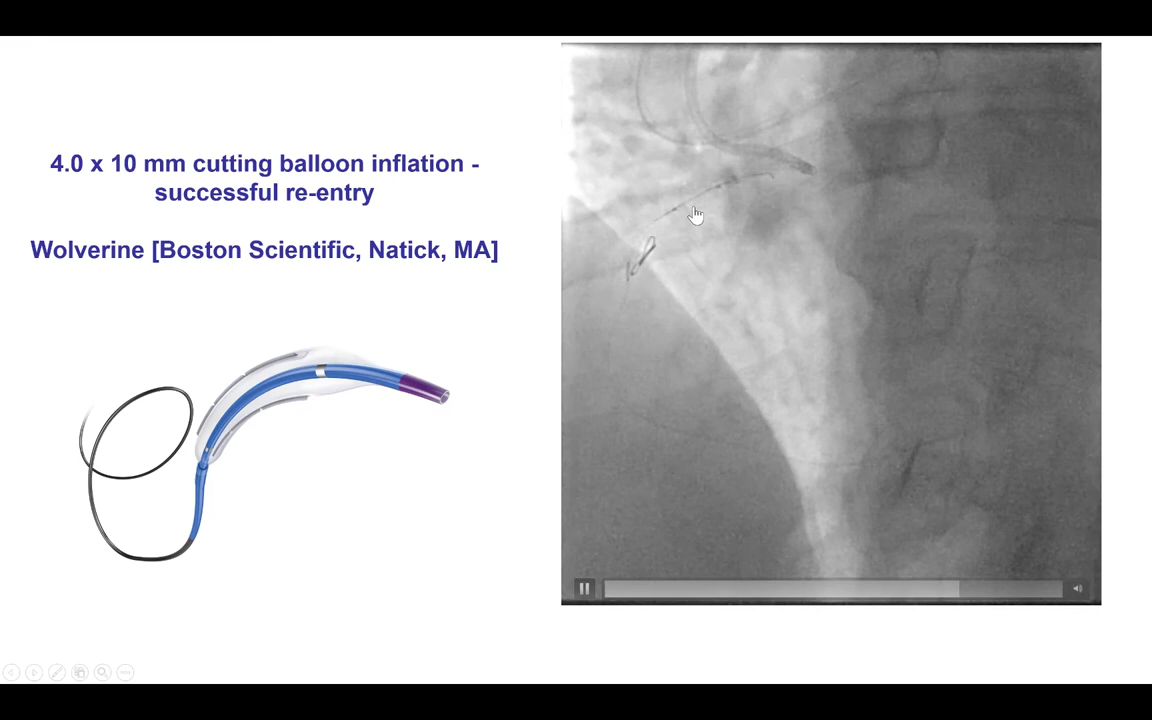 4.0 x 10 mm cutting balloon inflation -
successful re-entry
Wolverine [Boston Scientific, Natick, MA]